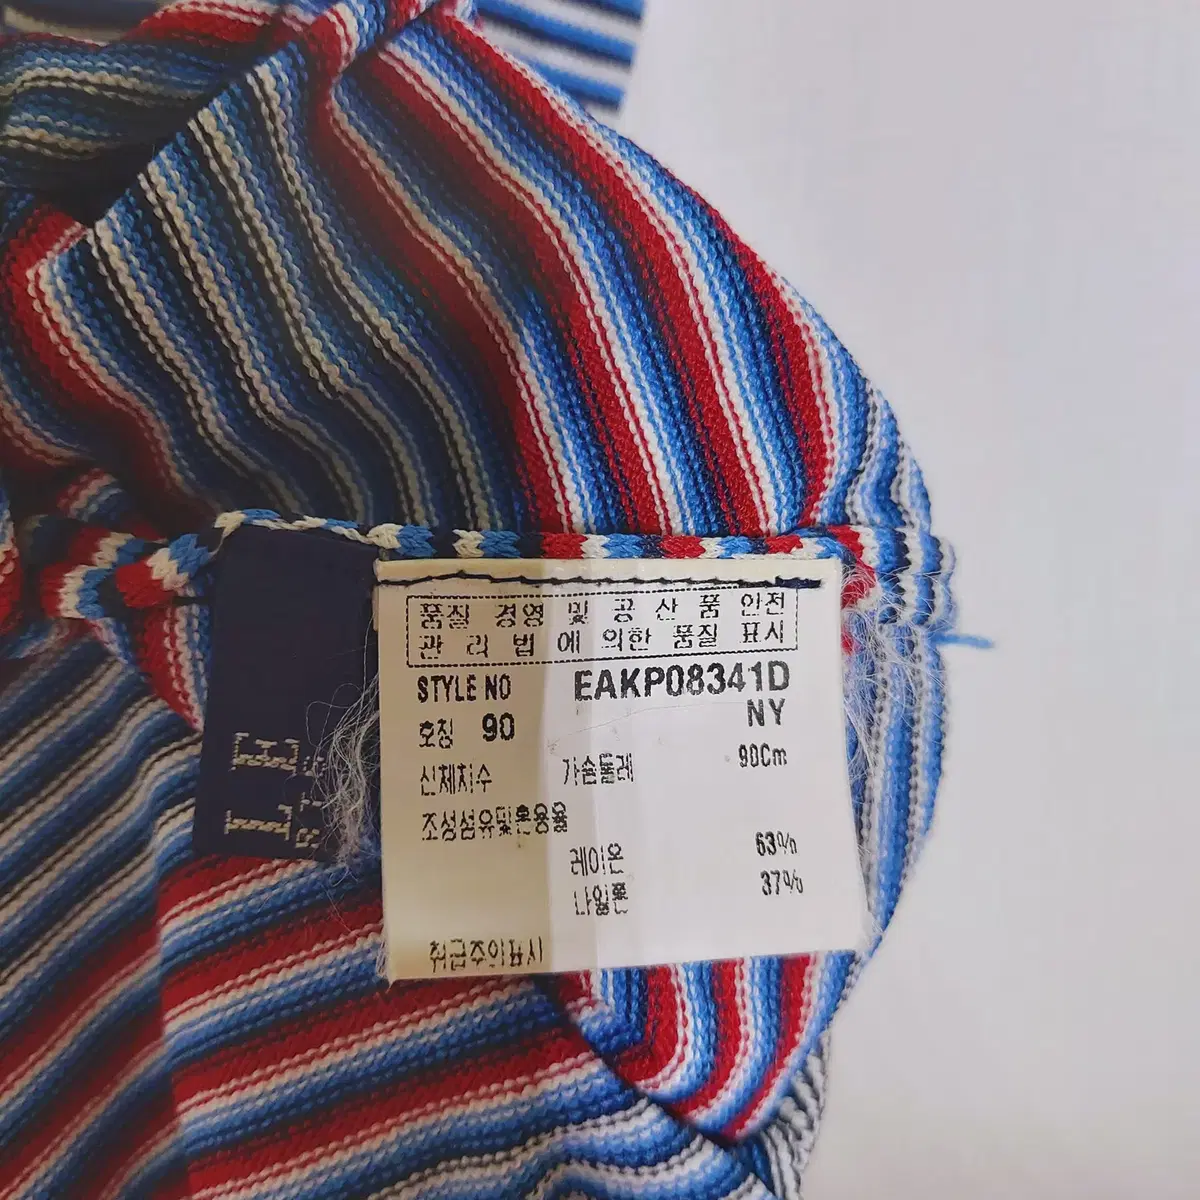 품질 경영 및 공산품 안전
관리법에 의한 품질 표시
STYLE NO EAKP08341D
NY
호칭 90
신체치수 가슴둘레 90Cm
조성섬유및혼용율
레이온 63%
나일론 37%
취급주의표시